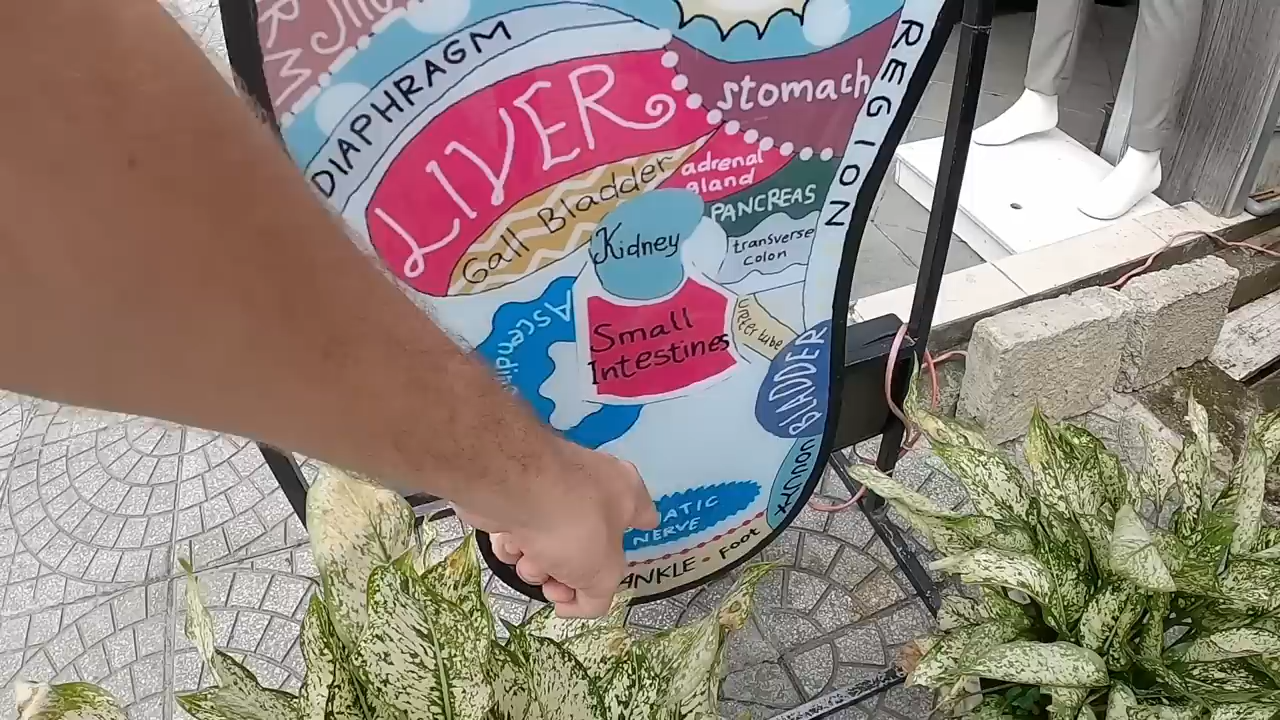 DIAPHRAGM
LIVER
stomach
REGION
Gall Bladder
adrenal
gland
PANCREAS
Kidney
transverse
colon
Small
Intestines
ureter tube
BLADDER
NERVE
ANKLE • Foot